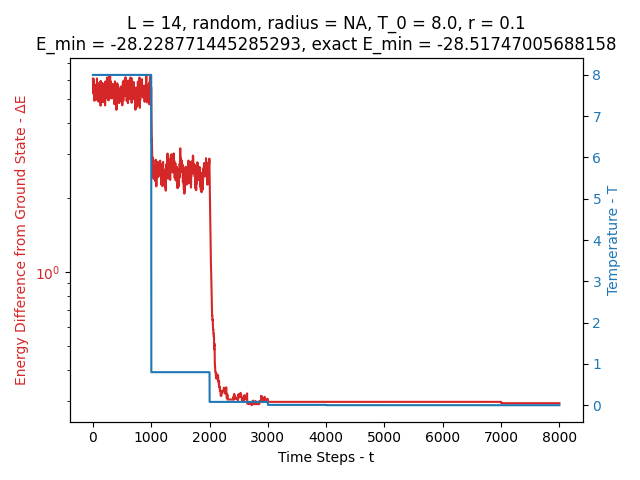 L = 14, random, radius = NA, T_0 = 8.0, r = 0.1
E_min = -28.228771445285293, exact E_min = -28.51747005688158
Energy Difference from Ground State - ΔE
10⁰
8
7
6
5
4
3
2
1
0
Temperature - T
0 1000 2000 3000 4000 5000 6000 7000 8000
Time Steps - t